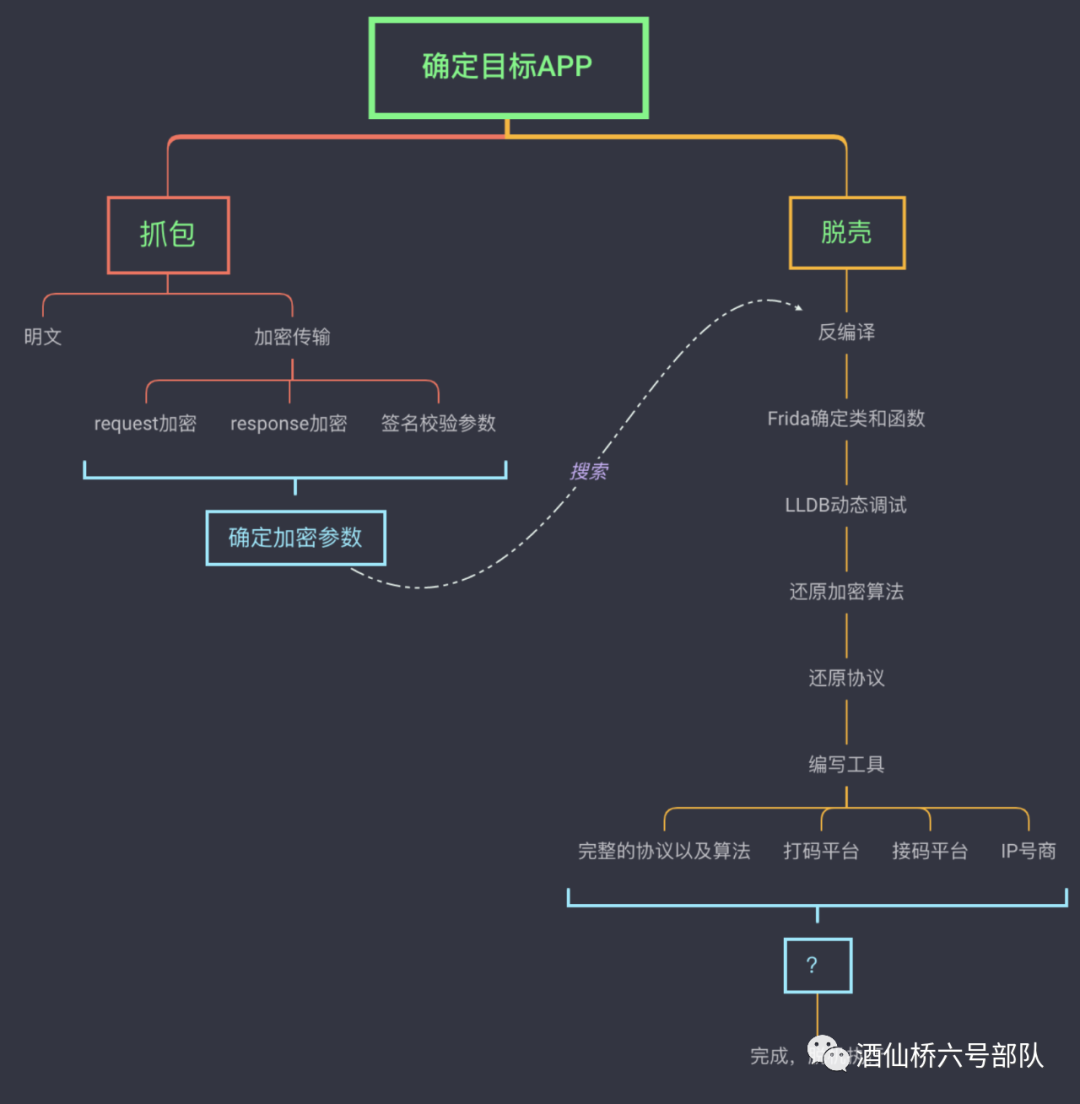 确定目标APP
抓包
脱壳
明文
加密传输
反编译
request加密
response加密
签名校验参数
Frida确定类和函数
搜索
LLDB动态调试
确定加密参数
还原加密算法
还原协议
编写工具
完整的协议以及算法
打码平台
接码平台
IP号商
?
完成，
酒仙桥六号部队